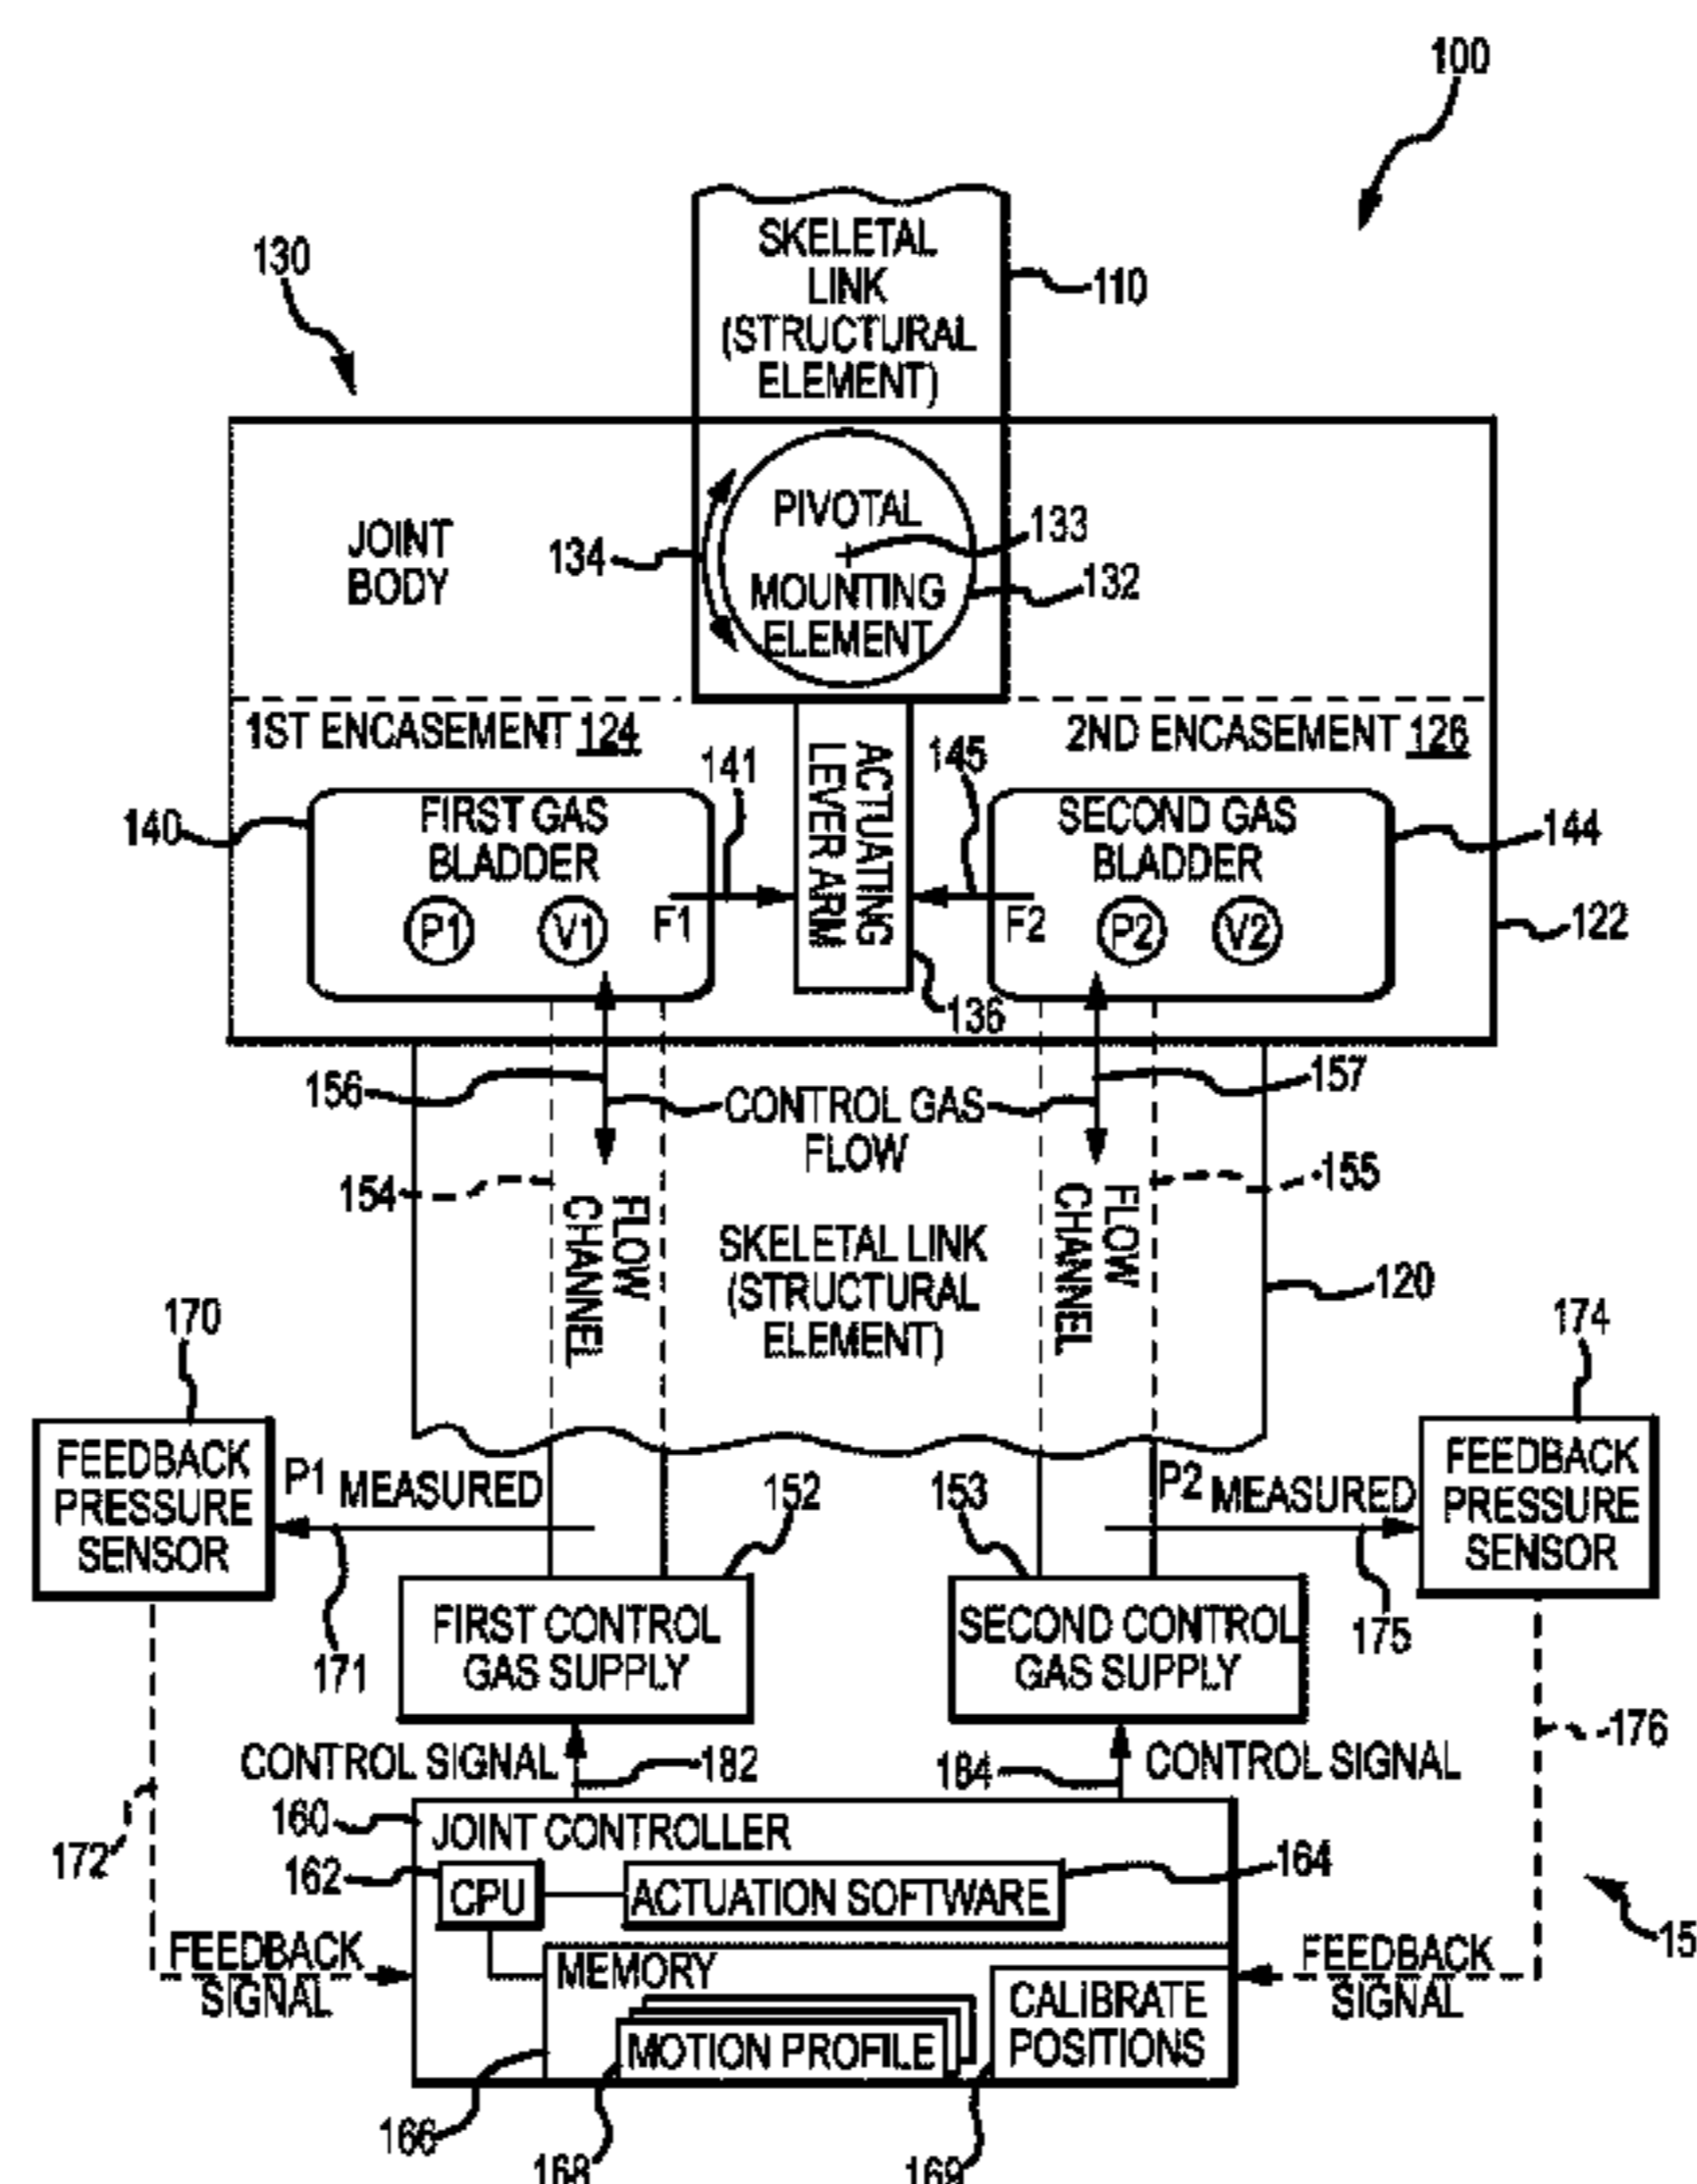 100
SKELETAL
LINK
(STRUCTURAL
ELEMENT)
110
130
JOINT
BODY
134
PIVOTAL
MOUNTING
ELEMENT
133
132
1ST ENCASEMENT 124
2ND ENCASEMENT 126
141
145
ACTUATING
LEVER ARM
140
FIRST GAS
BLADDER
P1
V1
F1
SECOND GAS
BLADDER
F2
P2
V2
144
122
136
156
CONTROL GAS
FLOW
157
154
155
FLOW
CHANNEL
SKELETAL LINK
(STRUCTURAL
ELEMENT)
FLOW
CHANNEL
120
170
174
FEEDBACK
PRESSURE
SENSOR
P1 MEASURED
152
153
P2 MEASURED
FEEDBACK
PRESSURE
SENSOR
171
FIRST CONTROL
GAS SUPPLY
SECOND CONTROL
GAS SUPPLY
175
176
CONTROL SIGNAL
182
184
CONTROL SIGNAL
172
160
JOINT CONTROLLER
162
CPU
ACTUATION SOFTWARE
164
15
FEEDBACK
SIGNAL
MEMORY
MOTION PROFILE
CALIBRATE
POSITIONS
FEEDBACK
SIGNAL
166
168
169